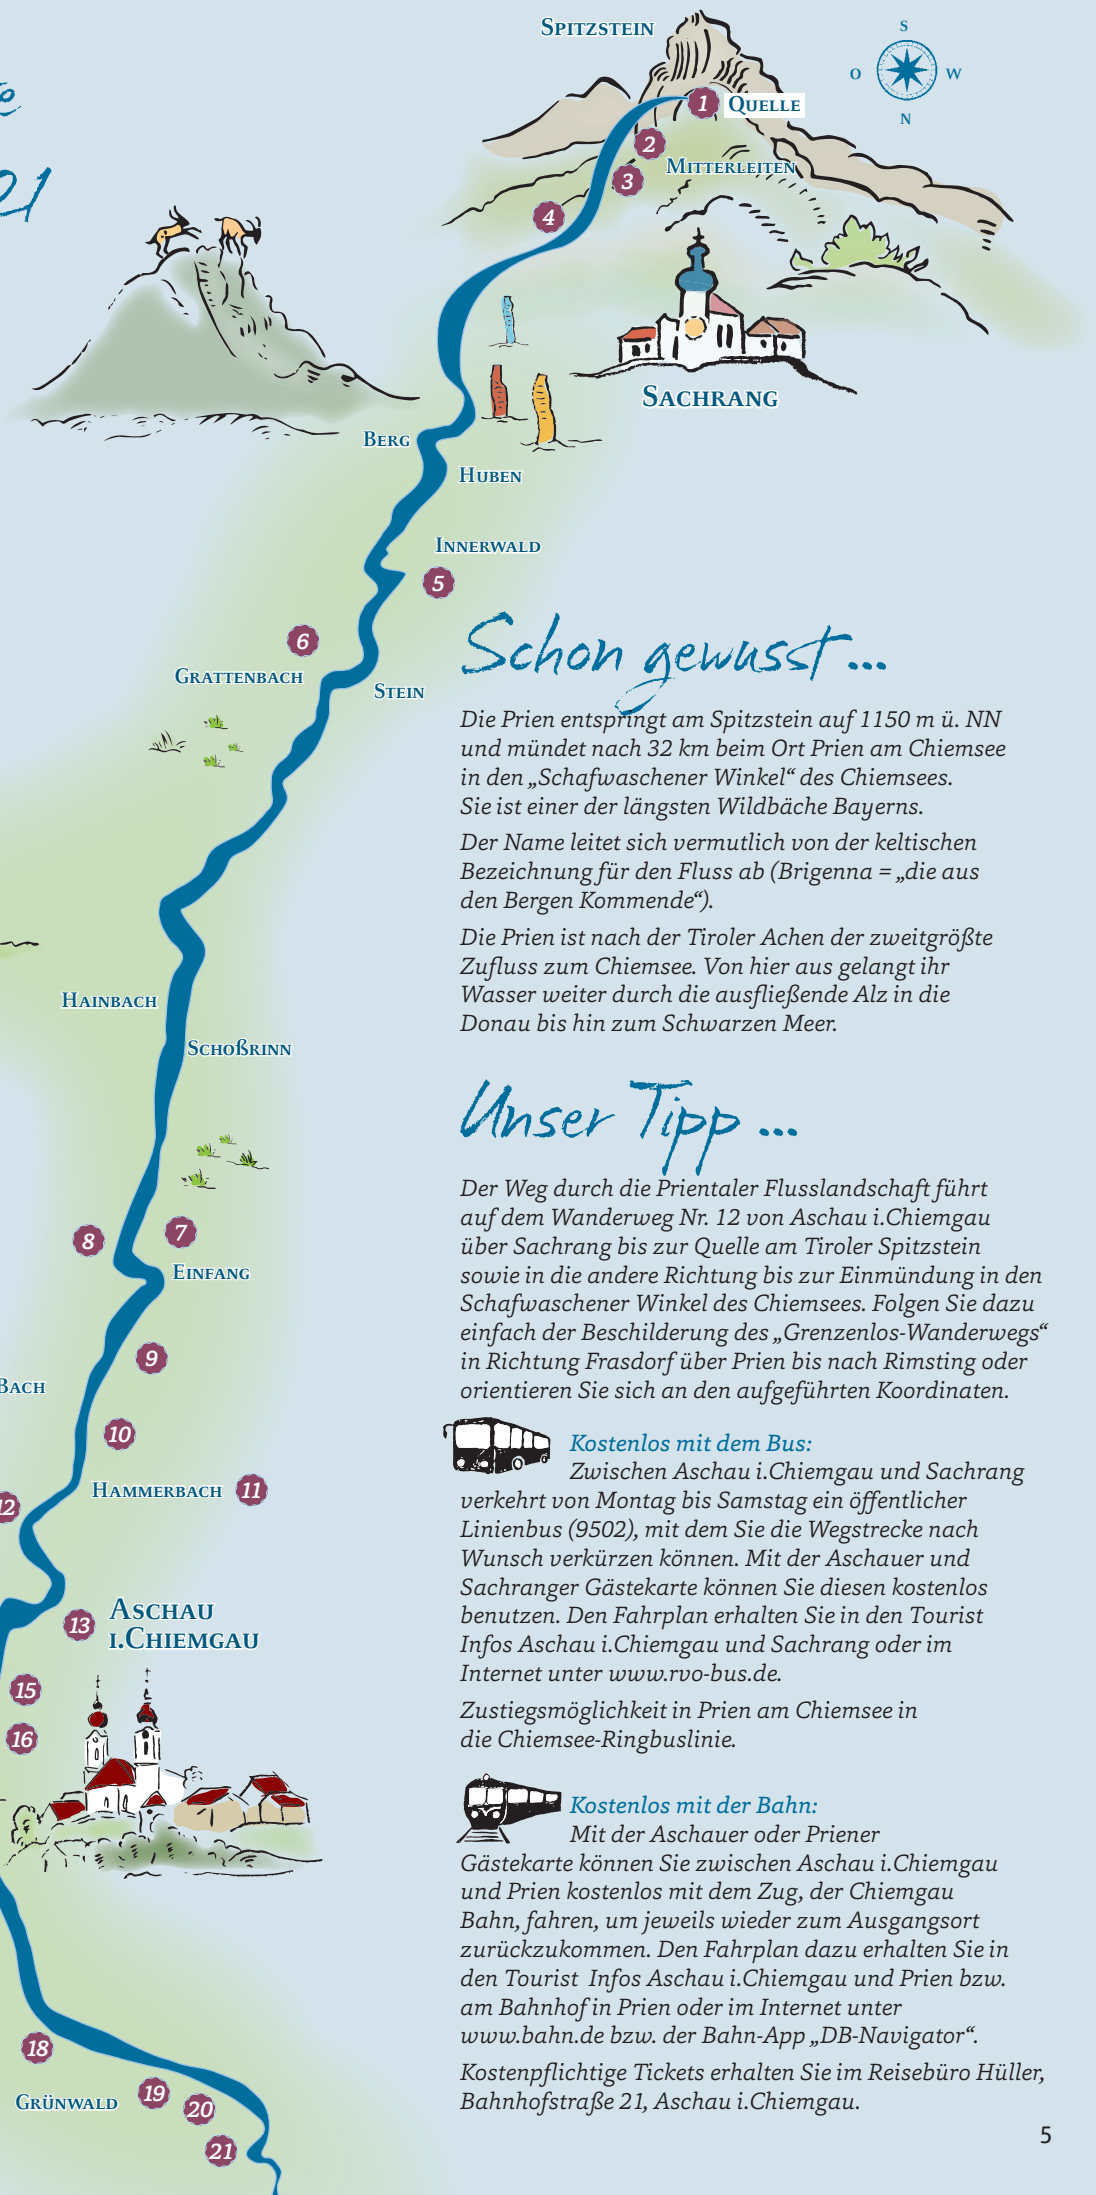 SPITZSTEIN
S
O
W
N
1
QUELLE
2
MITTERLEITEN
3
4
SACHRANG
BERG
HUBEN
INNERWALD
5
6
GRATTENBACH
STEIN
Schon gewusst ...
Die Prien entspringt am Spitzstein auf 1150 m ü. NN
und mündet nach 32 km beim Ort Prien am Chiemsee
in den „Schafwaschener Winkel“ des Chiemsees.
Sie ist einer der längsten Wildbäche Bayerns.
Der Name leitet sich vermutlich von der keltischen
Bezeichnung für den Fluss ab (Brigenna = „die aus
den Bergen Kommende“).
Die Prien ist nach der Tiroler Achen der zweitgrößte
Zufluss zum Chiemsee. Von hier aus gelangt ihr
Wasser weiter durch die ausfließende Alz in die
Donau bis hin zum Schwarzen Meer.
HAINBACH
SCHOßRINN
Unser Tipp ...
Der Weg durch die Prientaler Flusslandschaft führt
auf dem Wanderweg Nr. 12 von Aschau i.Chiemgau
über Sachrang bis zur Quelle am Tiroler Spitzstein
sowie in die andere Richtung bis zur Einmündung in den
Schafwaschener Winkel des Chiemsees. Folgen Sie dazu
einfach der Beschilderung des „Grenzenlos-Wanderwegs“
in Richtung Frasdorf über Prien bis nach Rimsting oder
orientieren Sie sich an den aufgeführten Koordinaten.
7
8
EINFANG
9
BACH
10
HAMMERBACH
11
12
Kostenlos mit dem Bus:
Zwischen Aschau i.Chiemgau und Sachrang
verkehrt von Montag bis Samstag ein öffentlicher
Linienbus (9502), mit dem Sie die Wegstrecke nach
Wunsch verkürzen können. Mit der Aschauer und
Sachranger Gästekarte können Sie diesen kostenlos
benutzen. Den Fahrplan erhalten Sie in den Tourist
Infos Aschau i.Chiemgau und Sachrang oder im
Internet unter www.rvo-bus.de.
Zustiegsmöglichkeit in Prien am Chiemsee in
die Chiemsee-Ringbuslinie.
13
ASCHAU
I.CHIEMGAU
15
16
Kostenlos mit der Bahn:
Mit der Aschauer oder Priener
Gästekarte können Sie zwischen Aschau i.Chiemgau
und Prien kostenlos mit dem Zug, der Chiemgau
Bahn, fahren, um jeweils wieder zum Ausgangsort
zurückzukommen. Den Fahrplan dazu erhalten Sie in
den Tourist Infos Aschau i.Chiemgau und Prien bzw.
am Bahnhof in Prien oder im Internet unter
www.bahn.de bzw. der Bahn-App „DB-Navigator“.
Kostenpflichtige Tickets erhalten Sie im Reisebüro Hüller,
Bahnhofstraße 21, Aschau i.Chiemgau.
18
GRÜNWALD
19
20
21
5